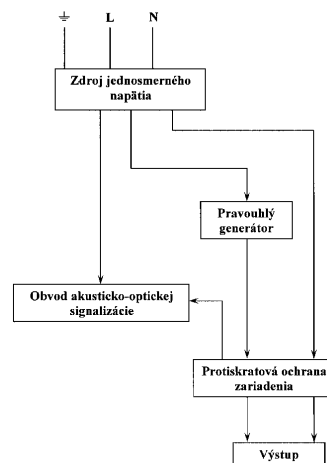 L N
Zdroj jednosmerného
napätia
Pravouhlý
generátor
Obvod akusticko-optickej
signalizácie
Protiskratová ochrana
zariadenia
Výstup